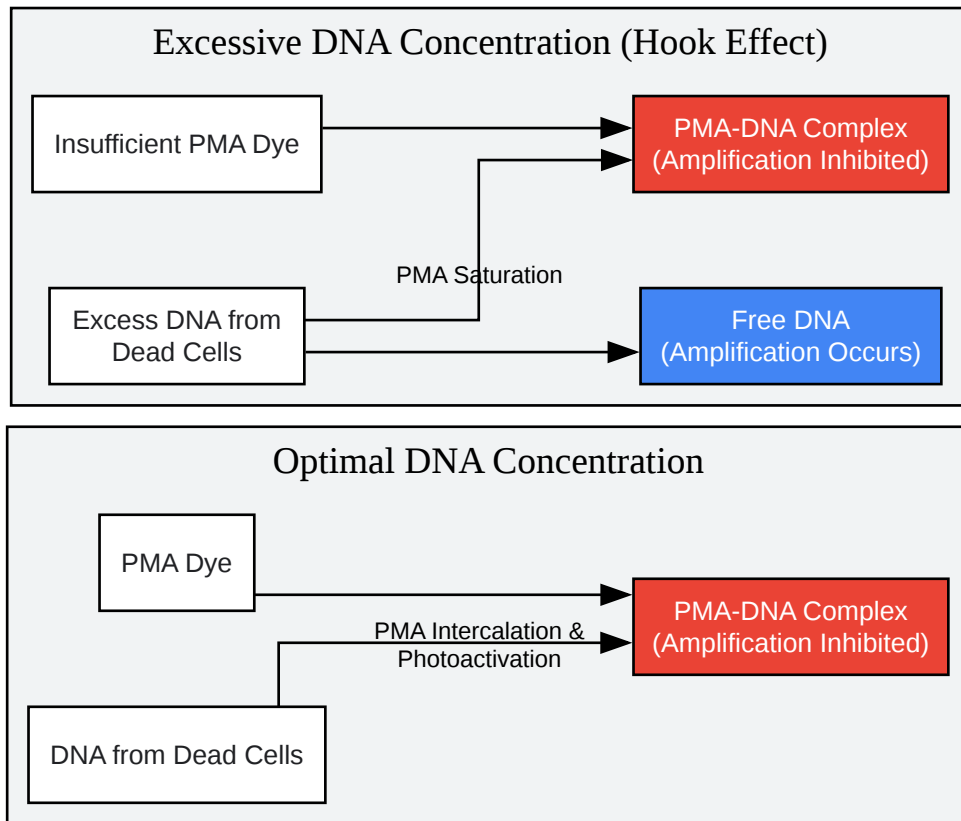 Excessive DNA Concentration (Hook Effect)
Insufficient PMA Dye
PMA-DNA Complex
(Amplification Inhibited)
PMA Saturation
Excess DNA from
Dead Cells
Free DNA
(Amplification Occurs)
Optimal DNA Concentration
PMA Dye
PMA-DNA Complex
(Amplification Inhibited)
PMA Intercalation &
Photoactivation
DNA from Dead Cells